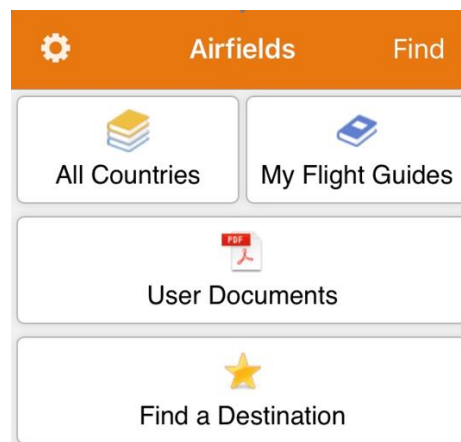 Airfields Find
All Countries My Flight Guides
PDF
User Documents
Find a Destination